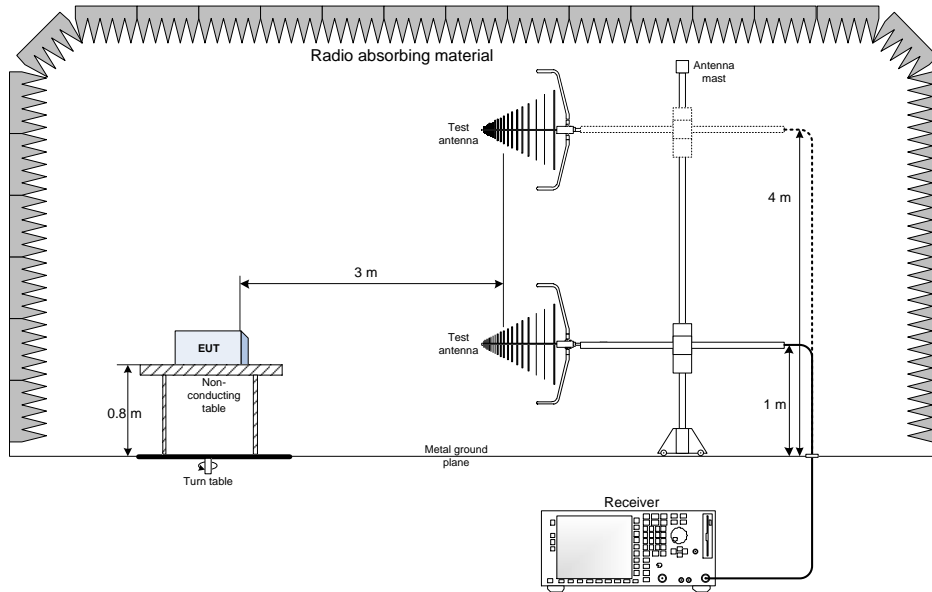 Radio absorbing material
Antenna
mast
Test
antenna
4 m
3 m
Test
antenna
EUT
Non-
conducting
table
0.8 m
1 m
Metal ground
plane
Turn table
Receiver